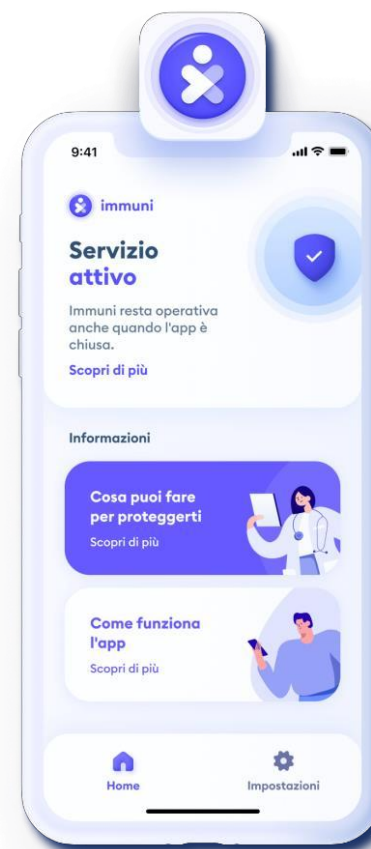 9:41
immuni
Servizio
attivo
Immuni resta operativa
anche quando l'app è
chiusa.
Scopri di più
Informazioni
Cosa puoi fare
per proteggerti
Scopri di più
Come funziona
l'app
Scopri di più
Home
Impostazioni